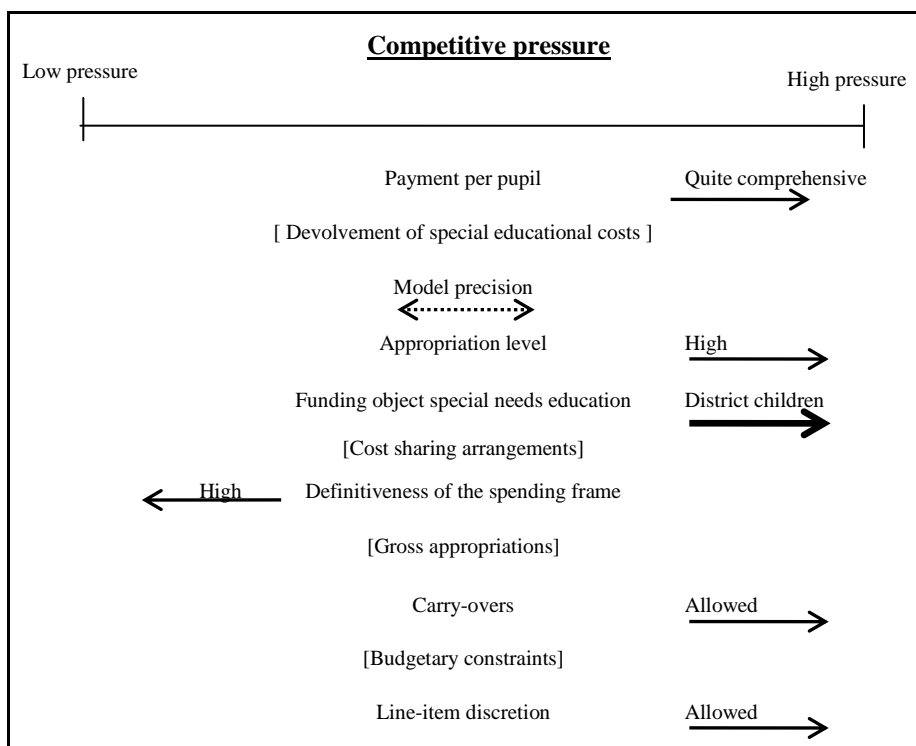 Competitive pressure
Low pressure
High pressure
Payment per pupil Quite comprehensive
[ Devolvement of special educational costs ]
Model precision
Appropriation level High
Funding object special needs education District children
[Cost sharing arrangements]
High Definitiveness of the spending frame
[Gross appropriations]
Carry-overs Allowed
[Budgetary constraints]
Line-item discretion Allowed